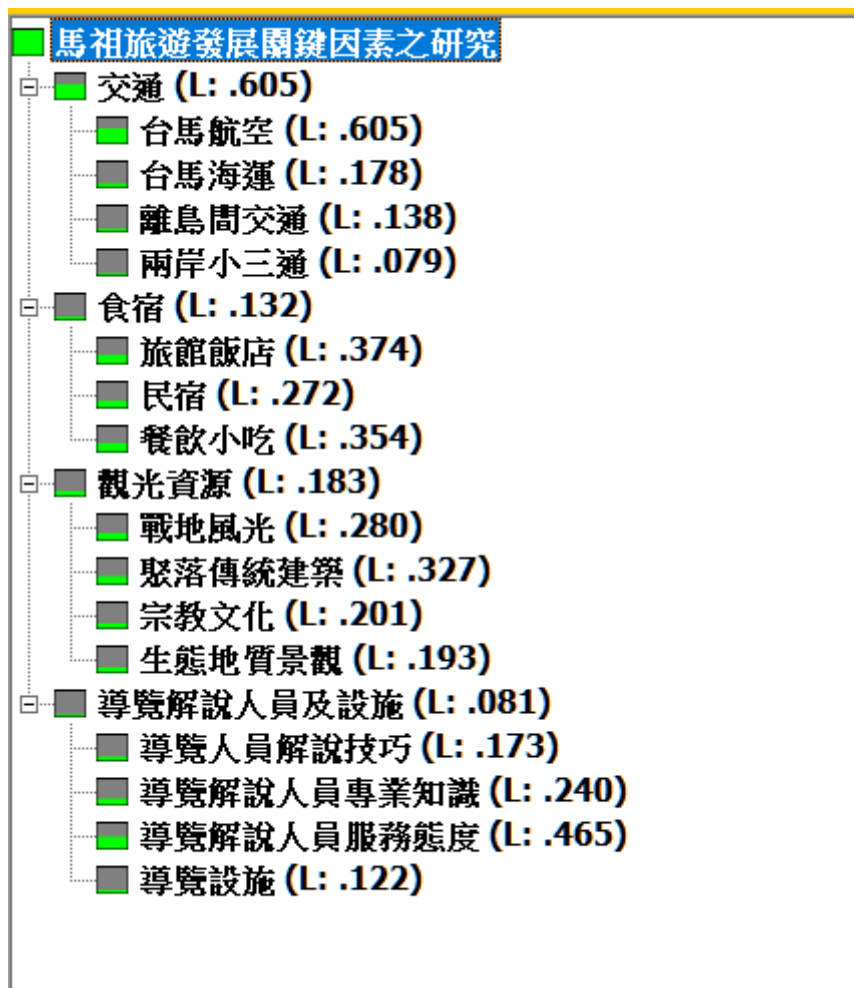 馬祖旅遊發展關鍵因素之研究
交通 (L: .605)
台馬航空 (L: .605)
台馬海運 (L: .178)
離島間交通 (L: .138)
兩岸小三通 (L: .079)
食宿 (L: .132)
旅館飯店 (L: .374)
民宿 (L: .272)
餐飲小吃 (L: .354)
觀光資源 (L: .183)
戰地風光 (L: .280)
聚落傳統建築 (L: .327)
宗教文化 (L: .201)
生態地質景觀 (L: .193)
導覽解說人員及設施 (L: .081)
導覽人員解說技巧 (L: .173)
導覽解說人員專業知識 (L: .240)
導覽解說人員服務態度 (L: .465)
導覽設施 (L: .122)